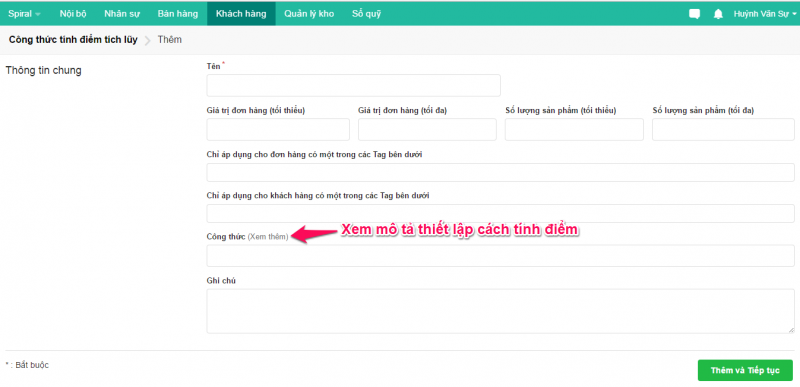 Spiral Nội bộ Nhân sự Bán hàng Khách hàng Quản lý kho Sổ quỹ Huỳnh Văn Sự
Công thức tính điểm tích lũy Thêm
Thông tin chung
Tên *
Giá trị đơn hàng (tối thiểu) Giá trị đơn hàng (tối đa) Số lượng sản phẩm (tối thiểu) Số lượng sản phẩm (tối đa)
Chỉ áp dụng cho đơn hàng có một trong các Tag bên dưới
Chỉ áp dụng cho khách hàng có một trong các Tag bên dưới
Công thức (Xem thêm) Xem mô tả thiết lập cách tính điểm
Ghi chú
* : Bắt buộc
Thêm và Tiếp tục